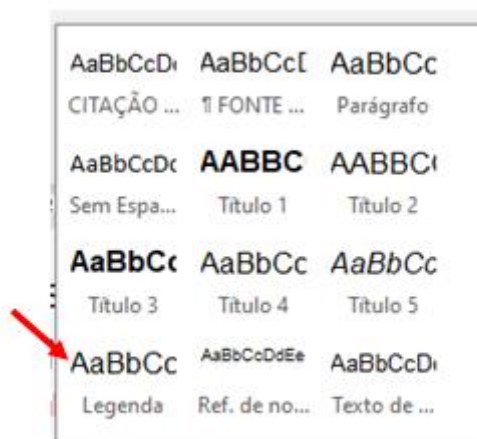 AaBbCcD AaBbCcI AaBbCc
CITAÇÃO ... ¶ FONTE ... Parágrafo
AaBbCcDc AABBC AABBC
Sem Espa... Título 1 Título 2
AaBbCc AaBbCc AaBbCc
Título 3 Título 4 Título 5
AaBbCc AaBbCcDdEe AaBbCcD
Legenda Ref. de no... Texto de ...